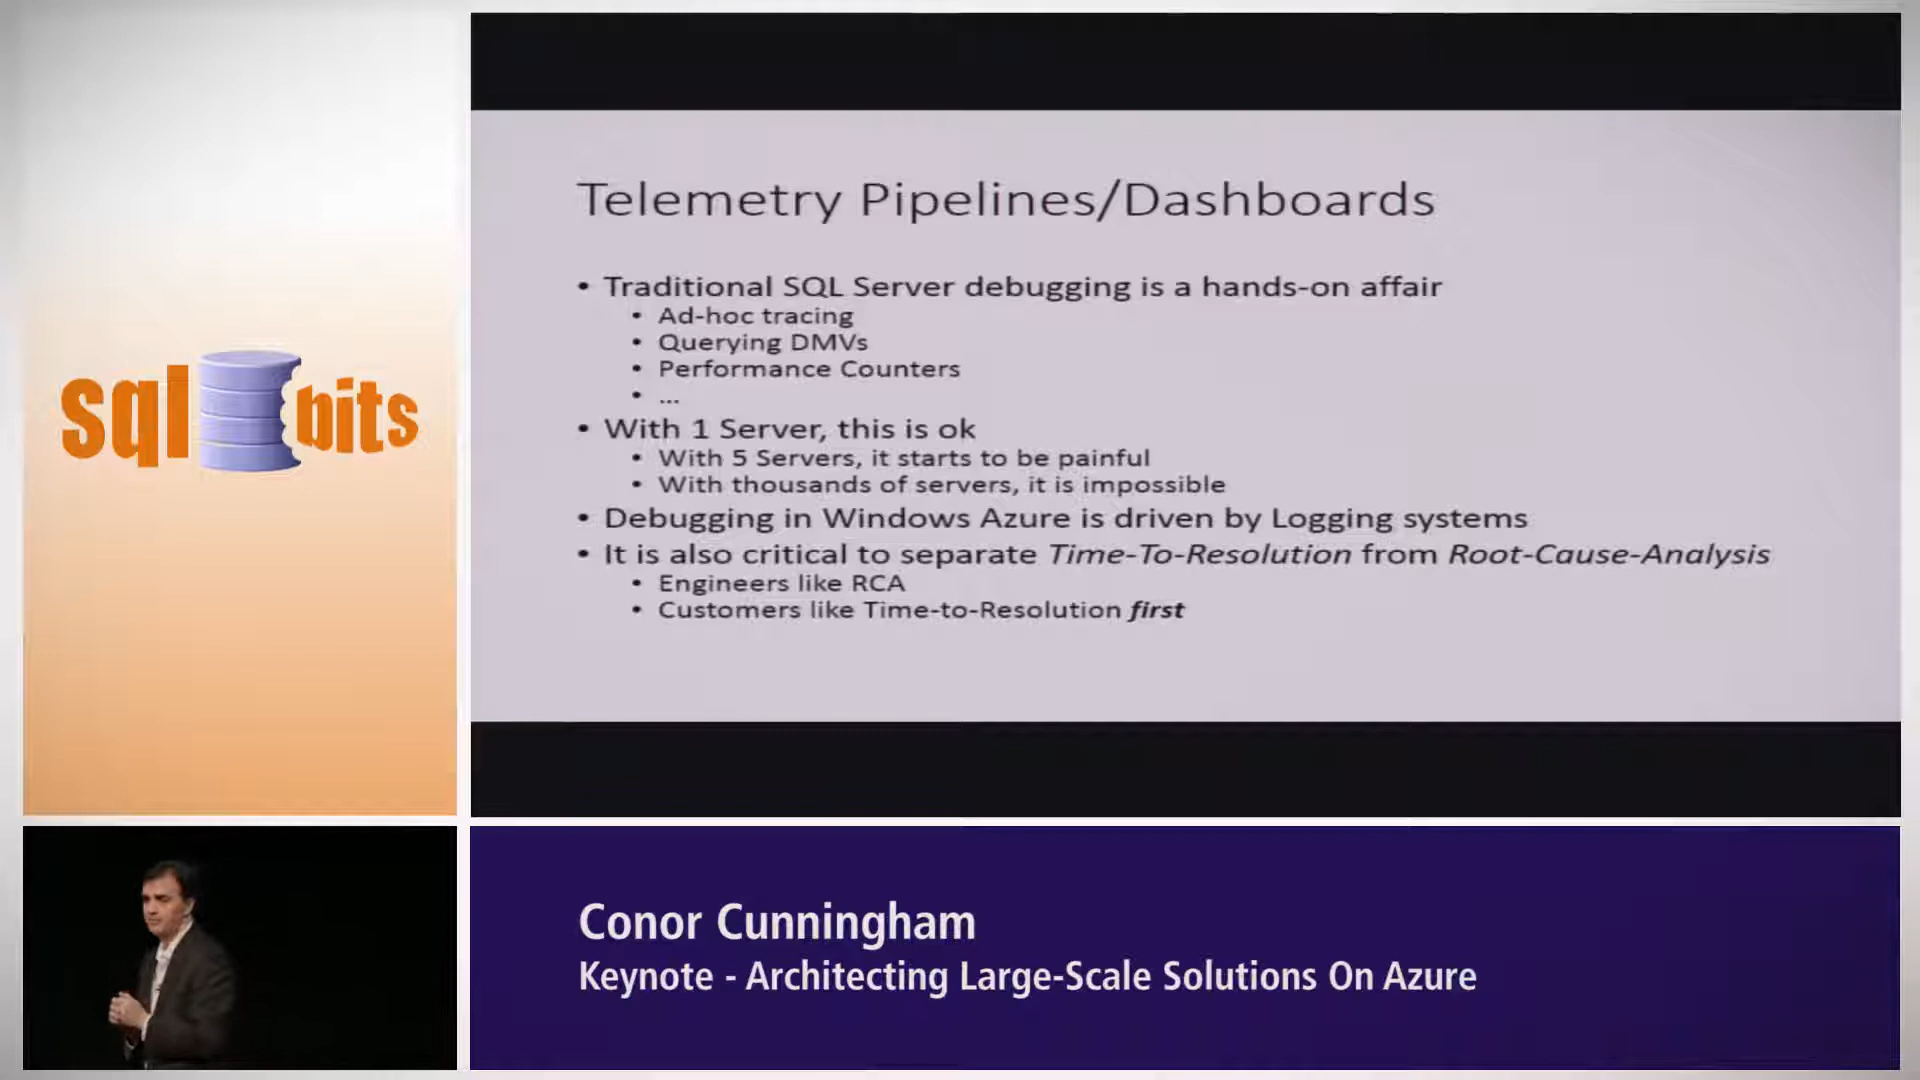 sql bits
Telemetry Pipelines/Dashboards
• Traditional SQL Server debugging is a hands-on affair
• Ad-hoc tracing
• Querying DMVs
• Performance Counters
• ...
• With 1 Server, this is ok
• With 5 Servers, it starts to be painful
• With thousands of servers, it is impossible
• Debugging in Windows Azure is driven by Logging systems
• It is also critical to separate Time-To-Resolution from Root-Cause-Analysis
• Engineers like RCA
• Customers like Time-to-Resolution first
Conor Cunningham
Keynote - Architecting Large-Scale Solutions On Azure